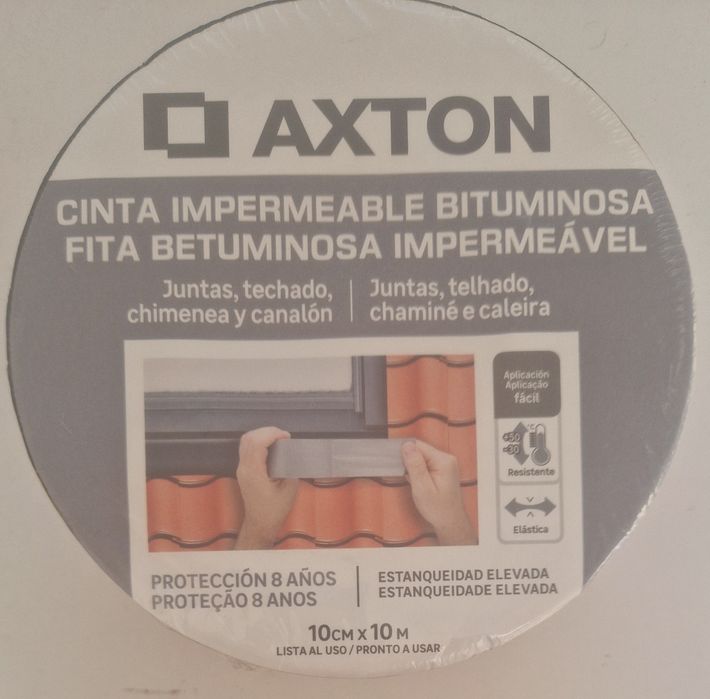 AXTON
CINTA IMPERMEABLE BITUMINOSA
FITA BETUMINOSA IMPERMEÁVEL
Juntas, techado,
chimenea y canalón
Juntas, telhado,
chaminé e caleira
Aplicación
Aplicação
fácil
°C
+50
-30
Resistente
Elástica
PROTECCIÓN 8 AÑOS
PROTEÇÃO 8 ANOS
ESTANQUEIDAD ELEVADA
ESTANQUEIDADE ELEVADA
10CM X 10 M
LISTA AL USO / PRONTO A USAR